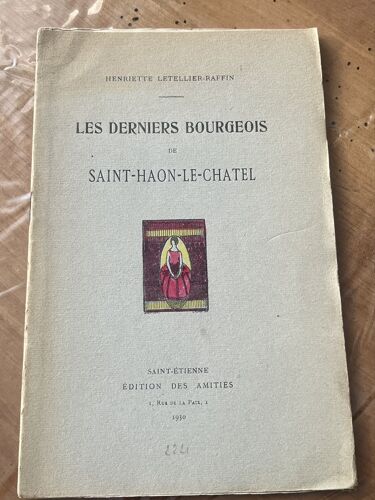 HENRIETTE LETELLIER-RAFFIN
LES DERNIERS BOURGEOIS
DE
SAINT-HAON-LE-CHATEL
SAINT-ÉTIENNE
ÉDITION DES AMITIES
1, Rue de la Paix, 1
1930